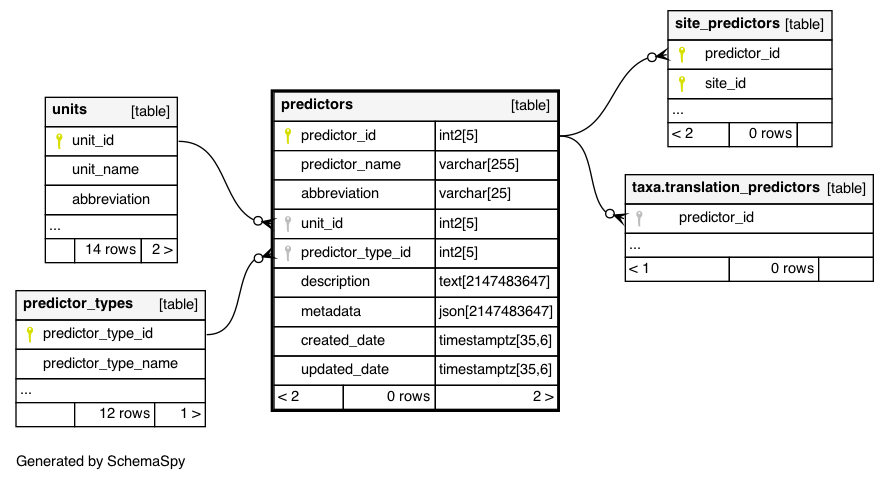 units [table]
unit_id
unit_name
abbreviation
...
14 rows 2 >
predictor_types [table]
predictor_type_id
predictor_type_name
...
12 rows 1 >
predictors [table]
predictor_id int2[5]
predictor_name varchar[255]
abbreviation varchar[25]
unit_id int2[5]
predictor_type_id int2[5]
description text[2147483647]
metadata json[2147483647]
created_date timestamptz[35,6]
updated_date timestamptz[35,6]
< 2 0 rows 2 >
site_predictors [table]
predictor_id
site_id
...
< 2 0 rows
taxa.translation_predictors [table]
predictor_id
...
< 1 0 rows
Generated by SchemaSpy